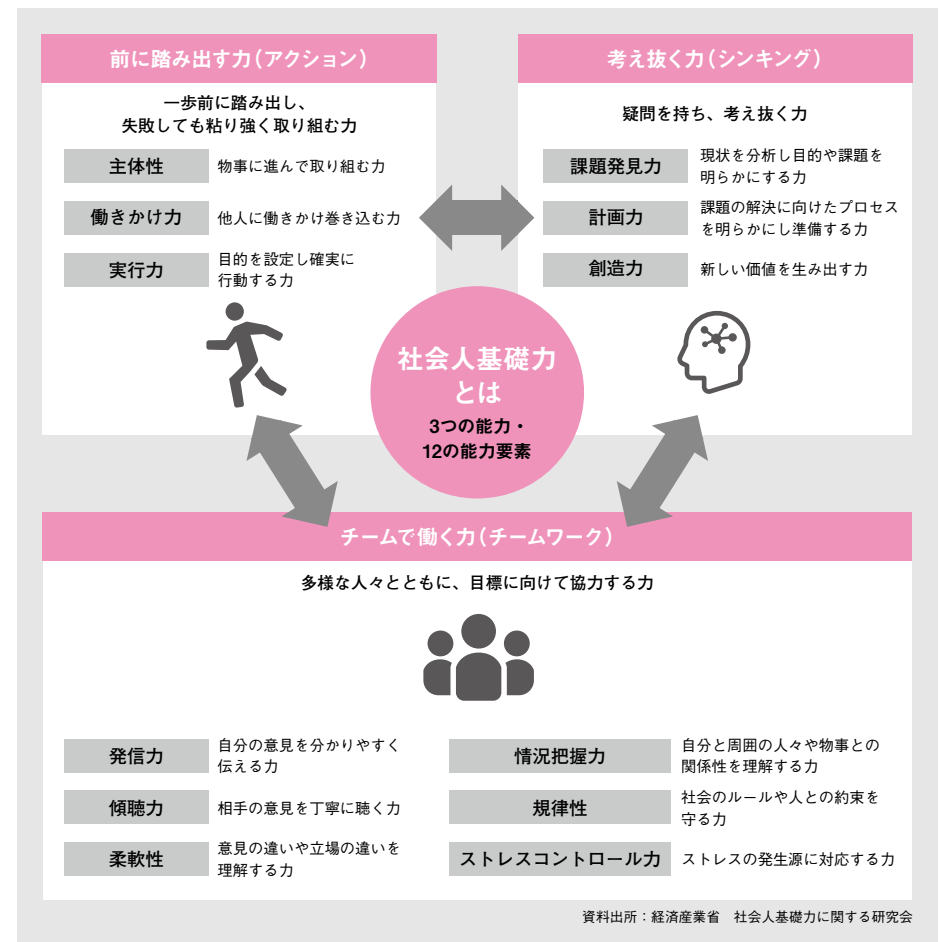 前に踏み出す力(アクション)
一歩前に踏み出し、
失敗しても粘り強く取り組む力
主体性
物事に進んで取り組む力
働きかけ力
他人に働きかけ巻き込む力
実行力
目的を設定し確実に
行動する力
考え抜く力(シンキング)
疑問を持ち、考え抜く力
課題発見力
現状を分析し目的や課題を
明らかにする力
計画力
課題の解決に向けたプロセス
を明らかにし準備する力
創造力
新しい価値を生み出す力
社会人基礎力
とは
3つの能力・
12の能力要素
チームで働く力(チームワーク)
多様な人々とともに、目標に向けて協力する力
発信力
自分の意見を分かりやすく
伝える力
傾聴力
相手の意見を丁寧に聴く力
柔軟性
意見の違いや立場の違いを
理解する力
情況把握力
自分と周囲の人々や物事との
関係性を理解する力
規律性
社会のルールや人との約束を
守る力
ストレスコントロール力
ストレスの発生源に対応する力
資料出所:経済産業省 社会人基礎力に関する研究会